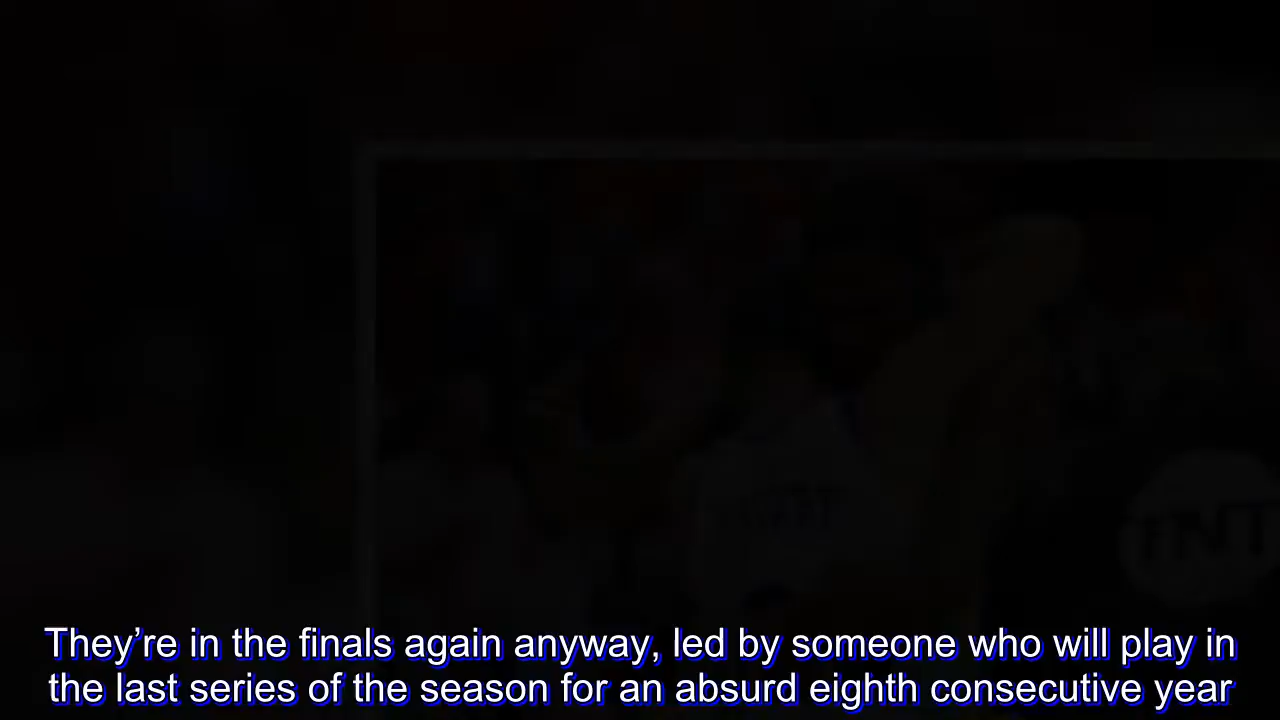 They’re in the finals again anyway, led by someone who will play in
the last series of the season for an absurd eighth consecutive year
TNT